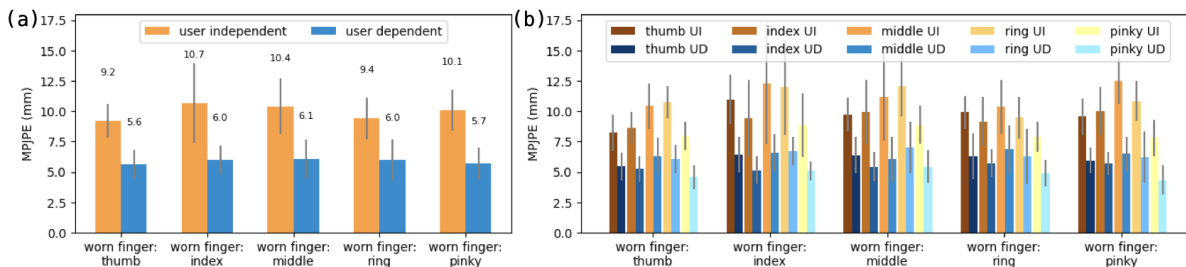 (a)
MPJPE (mm)
17.5
15.0
12.5
10.0
7.5
5.0
2.5
0.0
user independent user dependent
9.2 5.6 10.7 6.0 10.4 6.1 9.4 6.0 10.1 5.7
worn finger: worn finger: worn finger: worn finger: worn finger:
thumb index middle ring pinky
(b)
MPJPE (mm)
17.5
15.0
12.5
10.0
7.5
5.0
2.5
0.0
thumb UI index UI middle UI ring UI pinky UI
thumb UD index UD middle UD ring UD pinky UD
worn finger: worn finger: worn finger: worn finger: worn finger:
thumb index middle ring pinky